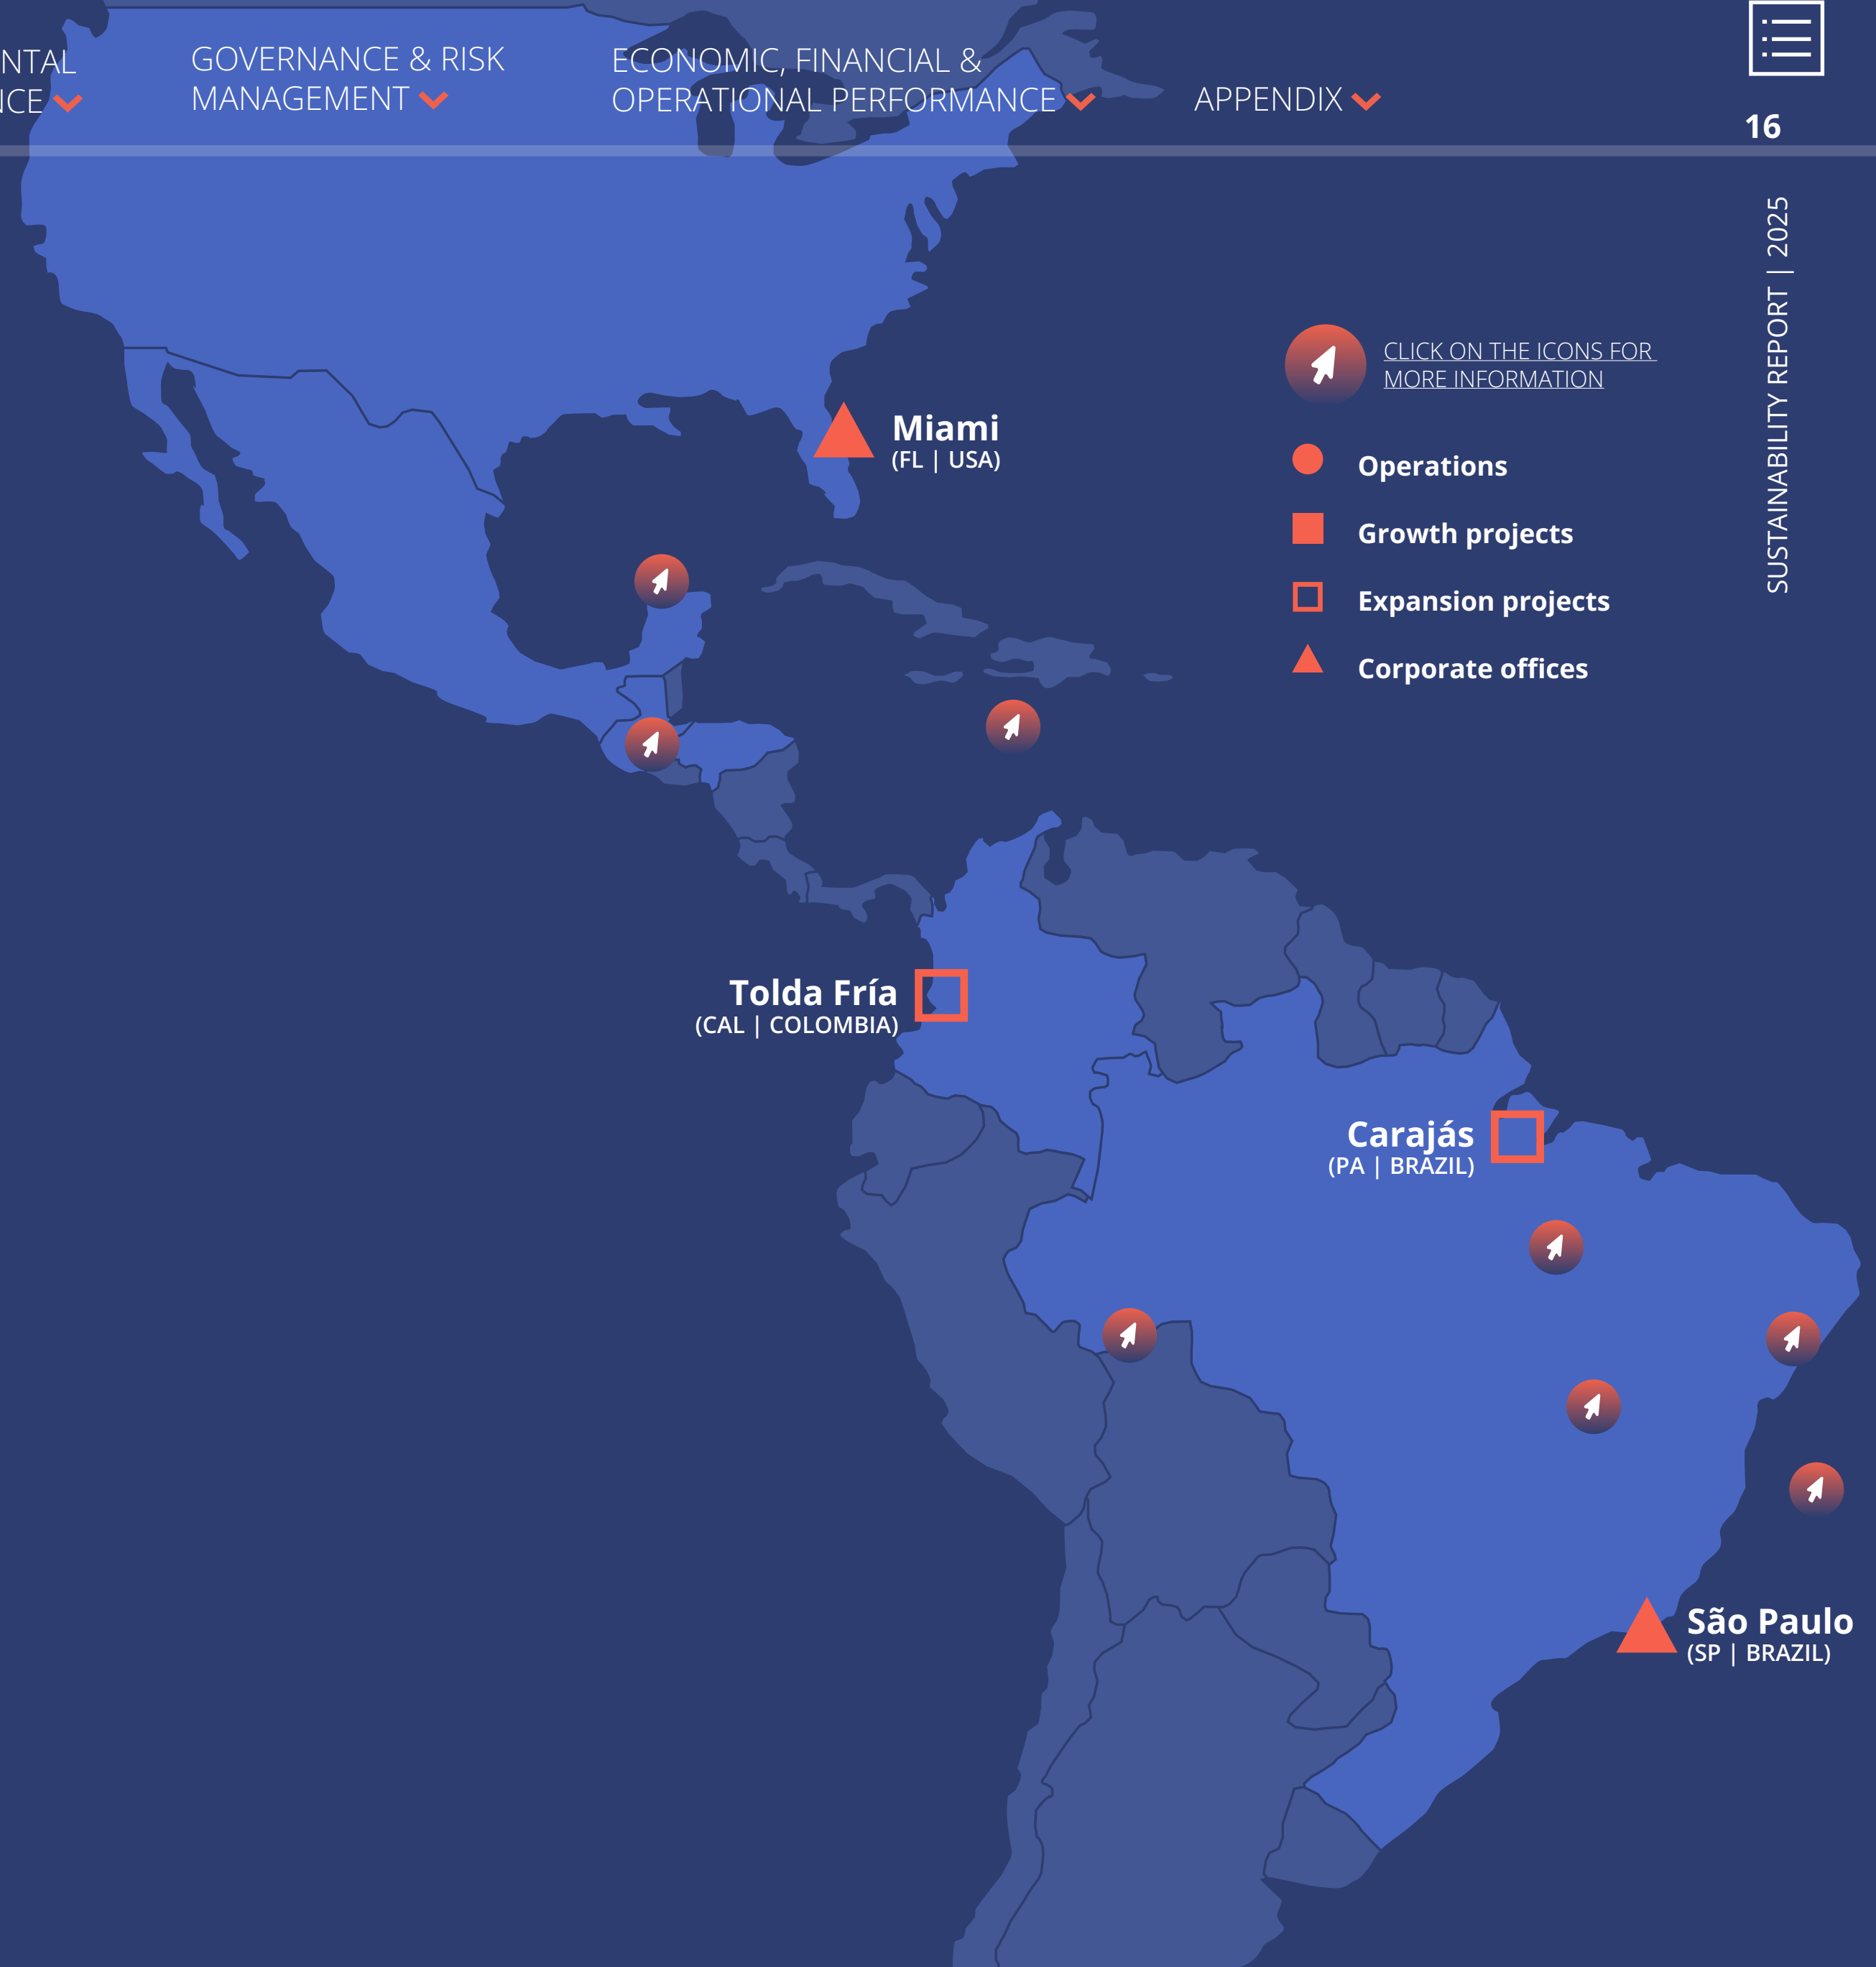 NTAL
NCE
GOVERNANCE & RISK
MANAGEMENT
ECONOMIC, FINANCIAL &
OPERATIONAL PERFORMANCE
APPENDIX
16
SUSTAINABILITY REPORT | 2025
CLICK ON THE ICONS FOR
MORE INFORMATION
Operations
Growth projects
Expansion projects
Corporate offices
Miami
(FL | USA)
Tolda Fría
(CAL | COLOMBIA)
Carajás
(PA | BRAZIL)
São Paulo
(SP | BRAZIL)